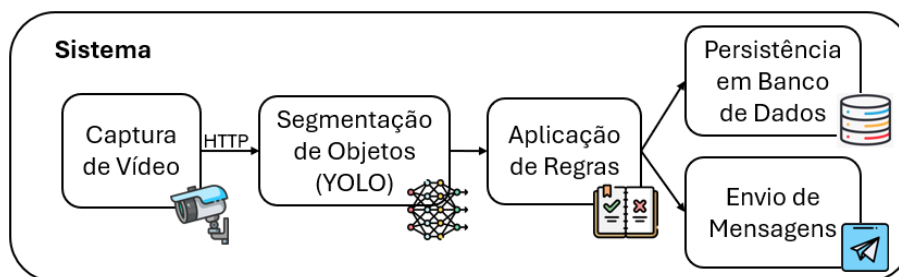 Sistema
Captura
de Vídeo
HTTP
Segmentação
de Objetos
(YOLO)
Aplicação
de Regras
Persistência
em Banco
de Dados
Envio de
Mensagens